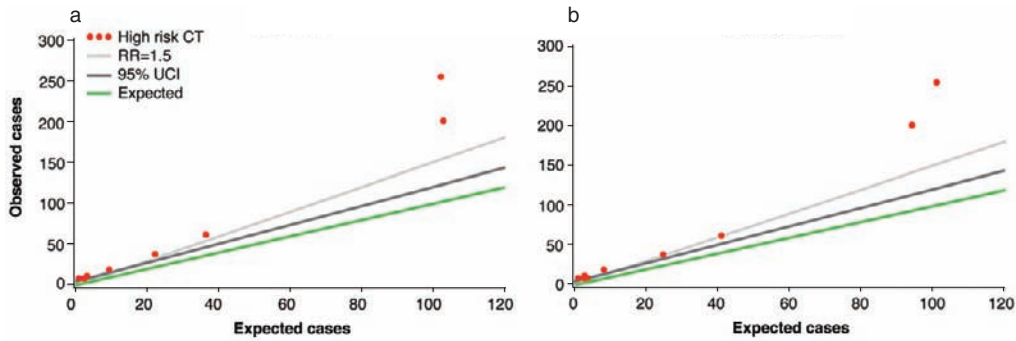 a
Observed cases
300
250
200
150
100
50
0
High risk CT
RR=1.5
95% UCI
Expected
0 20 40 60 80 100 120
Expected cases
b
300
250
200
150
100
50
0
0 20 40 60 80 100 120
Expected cases